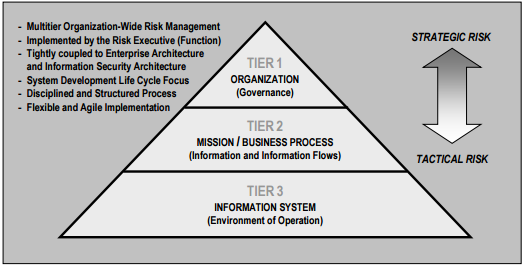 - Multitier Organization-Wide Risk Management
- Implemented by the Risk Executive (Function)
- Tightly coupled to Enterprise Architecture
and Information Security Architecture
- System Development Life Cycle Focus
- Disciplined and Structured Process
- Flexible and Agile Implementation
STRATEGIC RISK
TIER 1
ORGANIZATION
(Governance)
TIER 2
MISSION / BUSINESS PROCESS
(Information and Information Flows)
TACTICAL RISK
TIER 3
INFORMATION SYSTEM
(Environment of Operation)